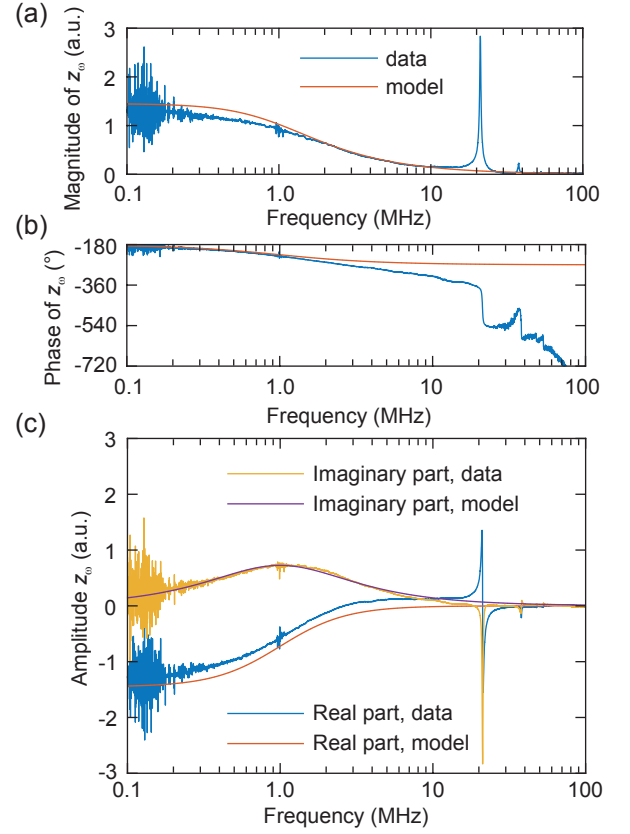 (a)
Magnitude of z_ω (a.u.)
3
2
1
0
data
model
0.1
1.0
10
100
Frequency (MHz)
(b)
Phase of z_ω (°)
-180
-360
-540
-720
0.1
1.0
10
100
Frequency (MHz)
(c)
Amplitude z_ω (a.u.)
3
2
1
0
-1
-2
-3
Imaginary part, data
Imaginary part, model
Real part, data
Real part, model
0.1
1.0
10
100
Frequency (MHz)